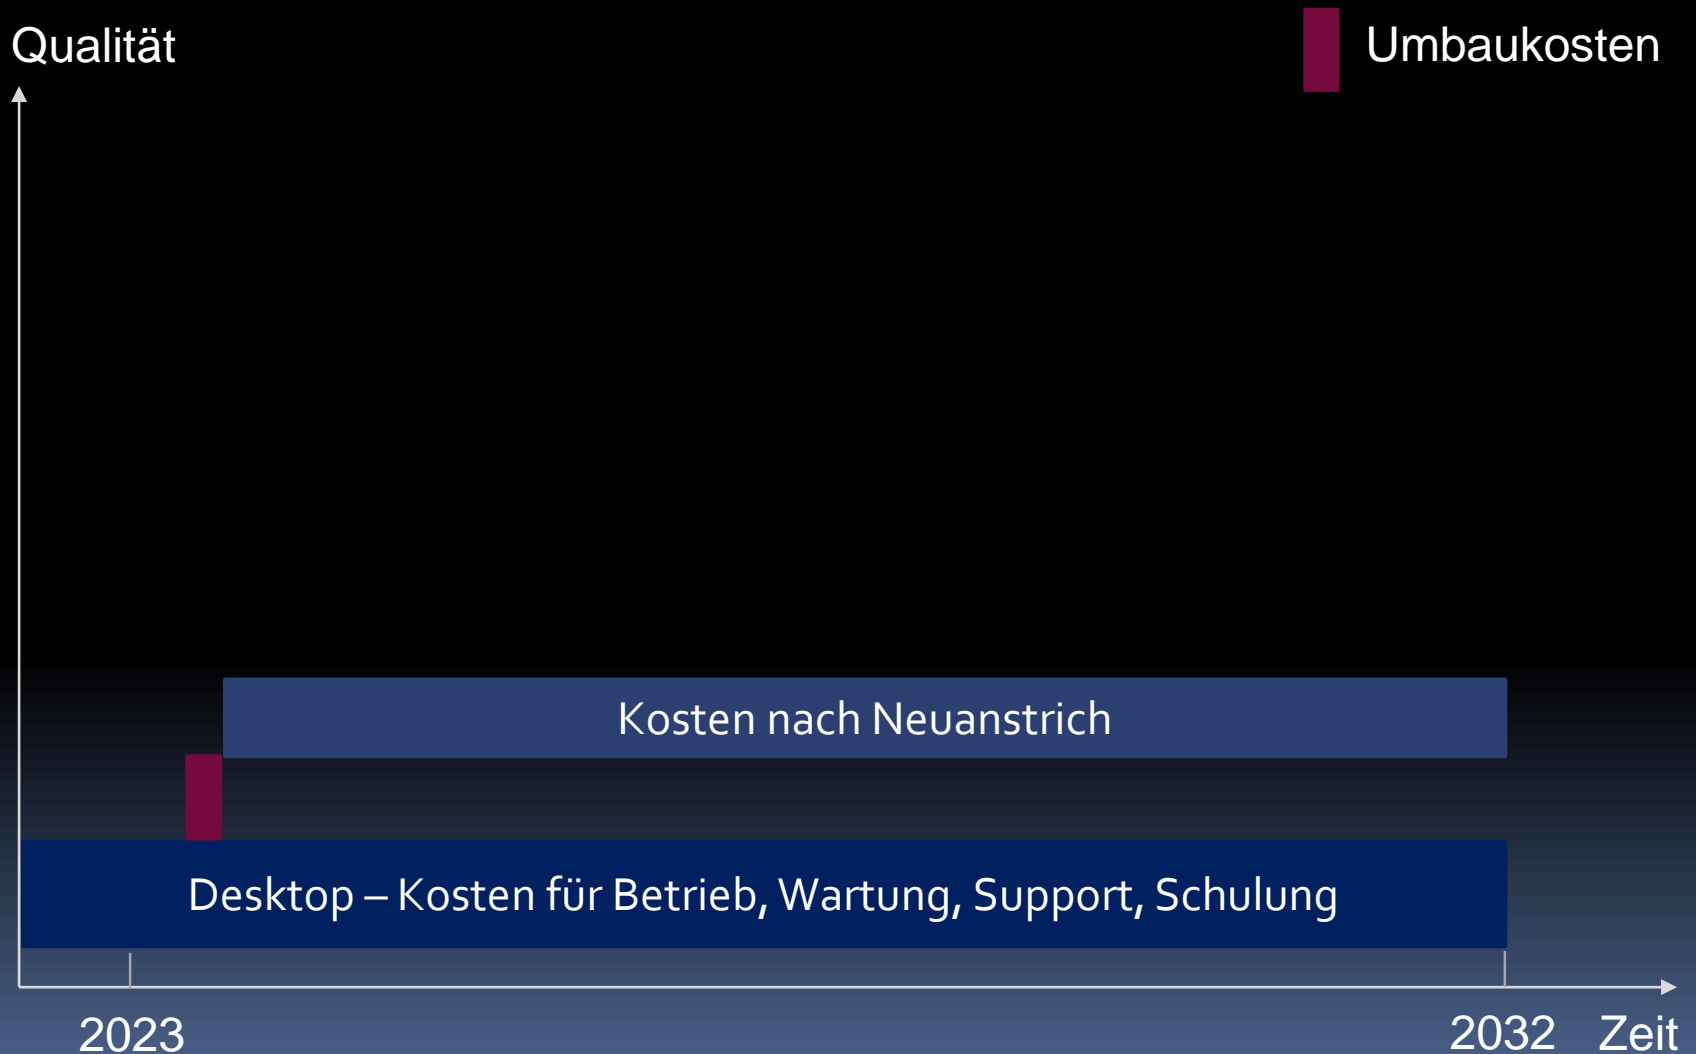 Qualität
Umbaukosten
Kosten nach Neuanstrich
Desktop – Kosten für Betrieb, Wartung, Support, Schulung
2023
2032
Zeit